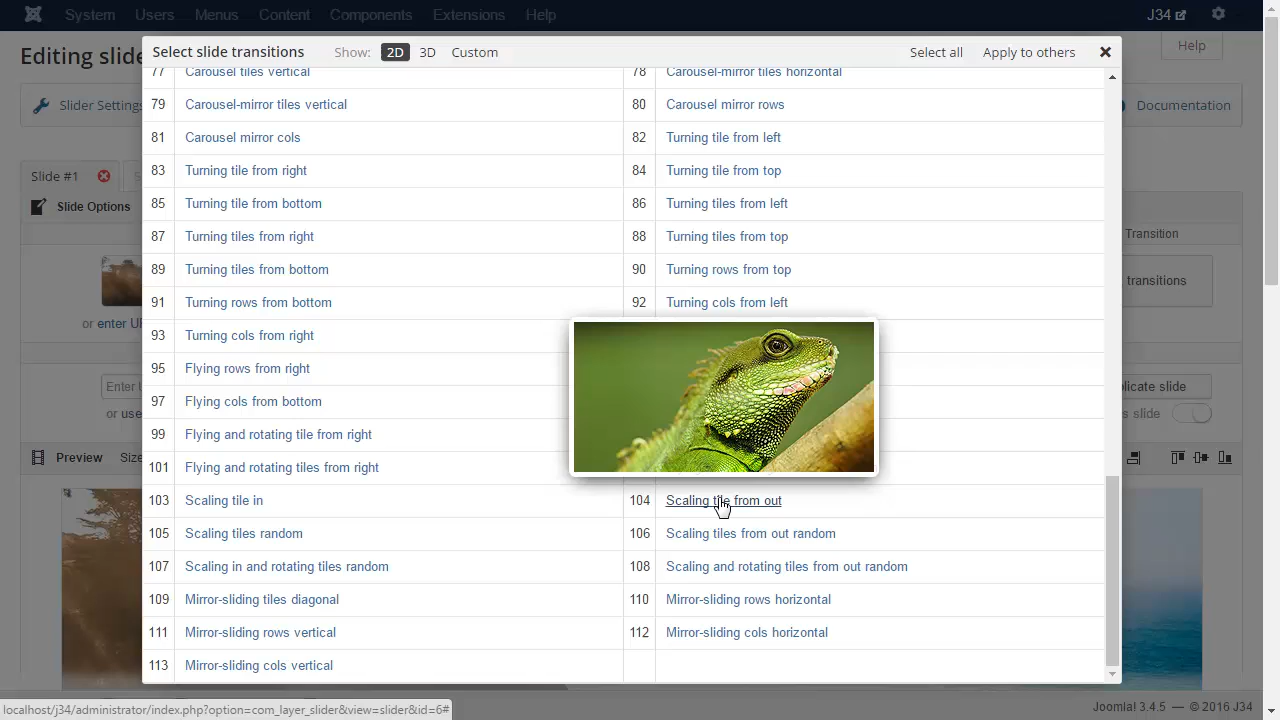 System Users Menus Content Components Extensions Help J34
Editing slide
Help
Select slide transitions Show: 2D 3D Custom Select all Apply to others
Slider Settings
Documentation
77 Carousel tiles vertical 78 Carousel-mirror tiles horizontal
79 Carousel-mirror tiles vertical 80 Carousel mirror rows
81 Carousel mirror cols 82 Turning tile from left
83 Turning tile from right 84 Turning tile from top
85 Turning tile from bottom 86 Turning tiles from left
87 Turning tiles from right 88 Turning tiles from top
89 Turning tiles from bottom 90 Turning rows from top
91 Turning rows from bottom 92 Turning cols from left
93 Turning cols from right
95 Flying rows from right
97 Flying cols from bottom
99 Flying and rotating tile from right
101 Flying and rotating tiles from right
103 Scaling tile in 104 Scaling tile from out
105 Scaling tiles random 106 Scaling tiles from out random
107 Scaling in and rotating tiles random 108 Scaling and rotating tiles from out random
109 Mirror-sliding tiles diagonal 110 Mirror-sliding rows horizontal
111 Mirror-sliding rows vertical 112 Mirror-sliding cols horizontal
113 Mirror-sliding cols vertical
Slide #1
Slide Options
Transition
transitions
or enter
Enter
slide
or use
slide
Preview
localhost/j34/administrator/index.php?option=com_layer_slider&view=slider&id=6#
Joomla! 3.4.5 — © 2016 J34